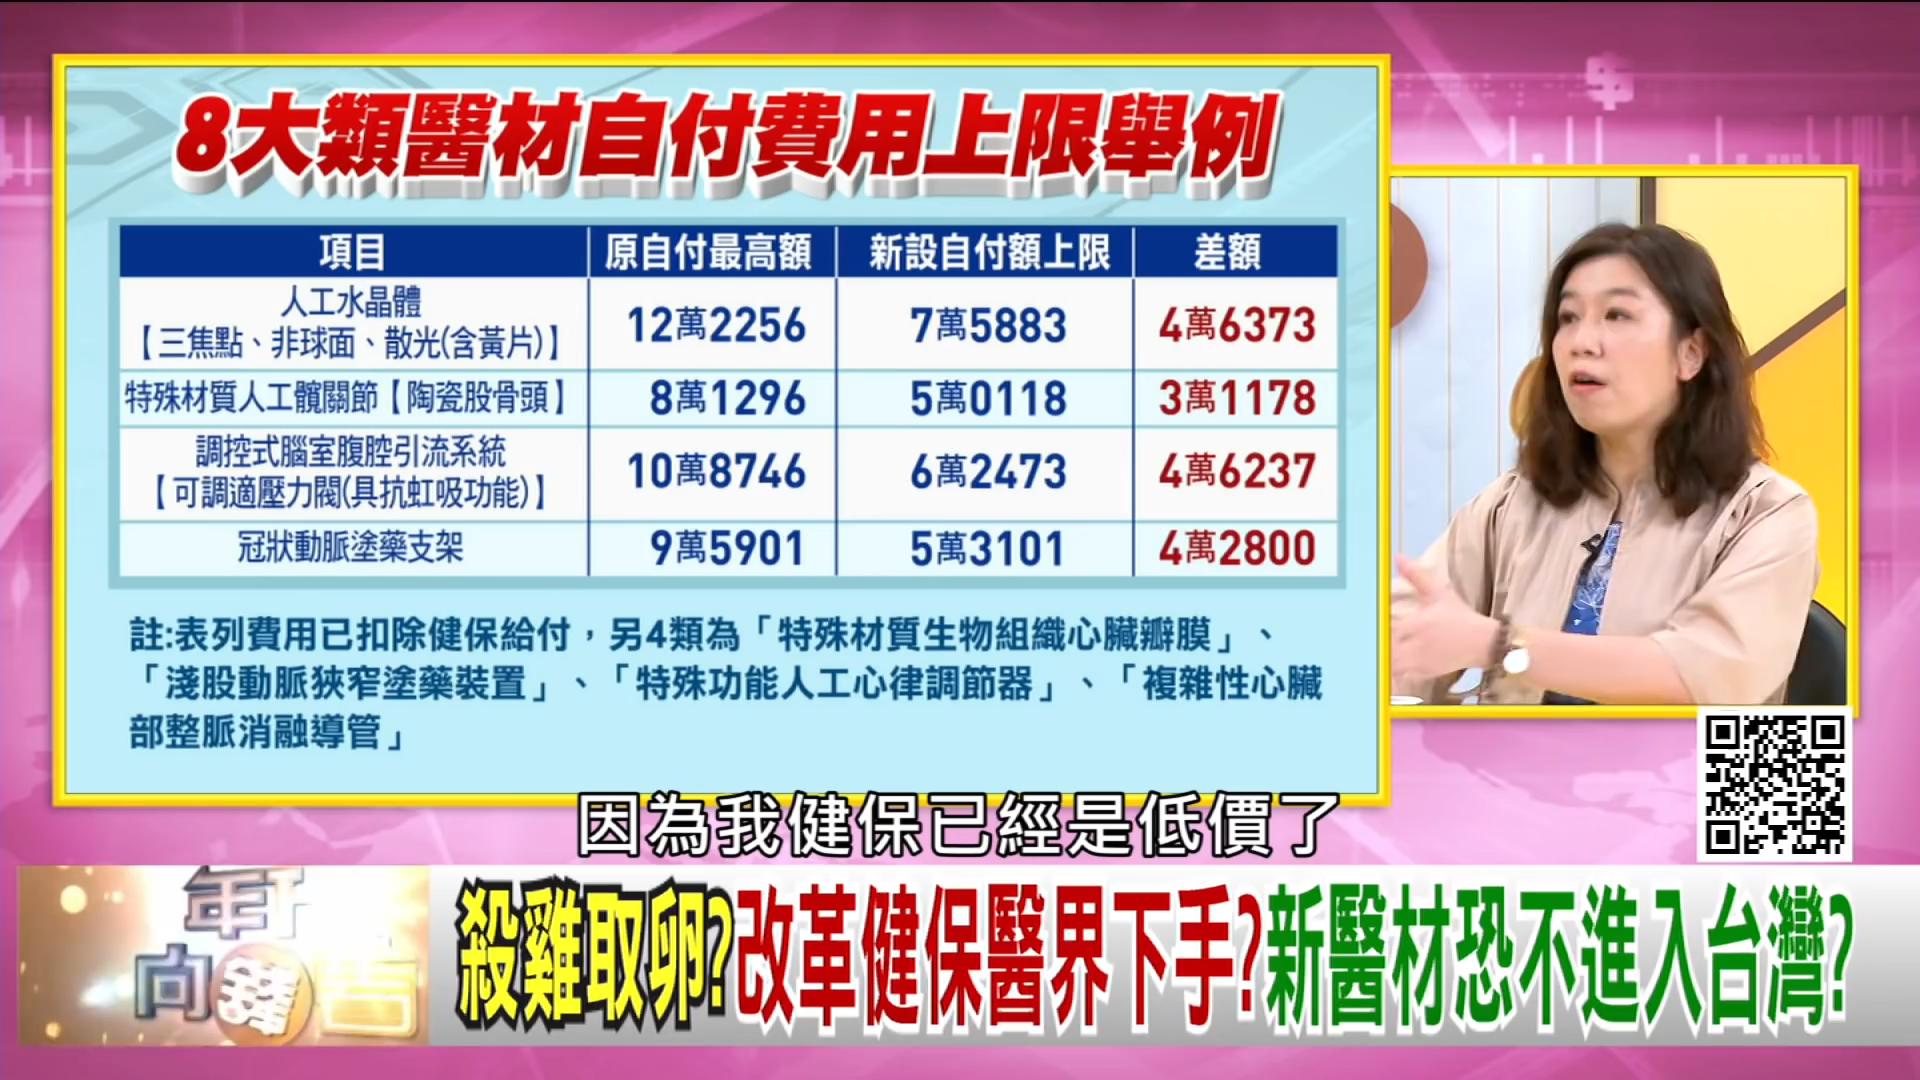 8大類醫材自付費用上限舉例
項目 原自付最高額 新設自付額上限 差額
人工水晶體
【三焦點、非球面、散光(含黃片)】 12萬2256 7萬5883 4萬6373
特殊材質人工髖關節【陶瓷股骨頭】 8萬1296 5萬0118 3萬1178
調控式腦室腹腔引流系統
【可調適壓力閥(具抗虹吸功能)】 10萬8746 6萬2473 4萬6237
冠狀動脈塗藥支架 9萬5901 5萬3101 4萬2800
註:表列費用已扣除健保給付，另4類為「特殊材質生物組織心臟瓣膜」、
「淺股動脈狹窄塗藥裝置」、「特殊功能人工心律調節器」、「複雜性心臟
部整脈消融導管」
因為我健保已經是低價了
殺雞取卵?改革健保醫界下手?新醫材恐不進入台灣?